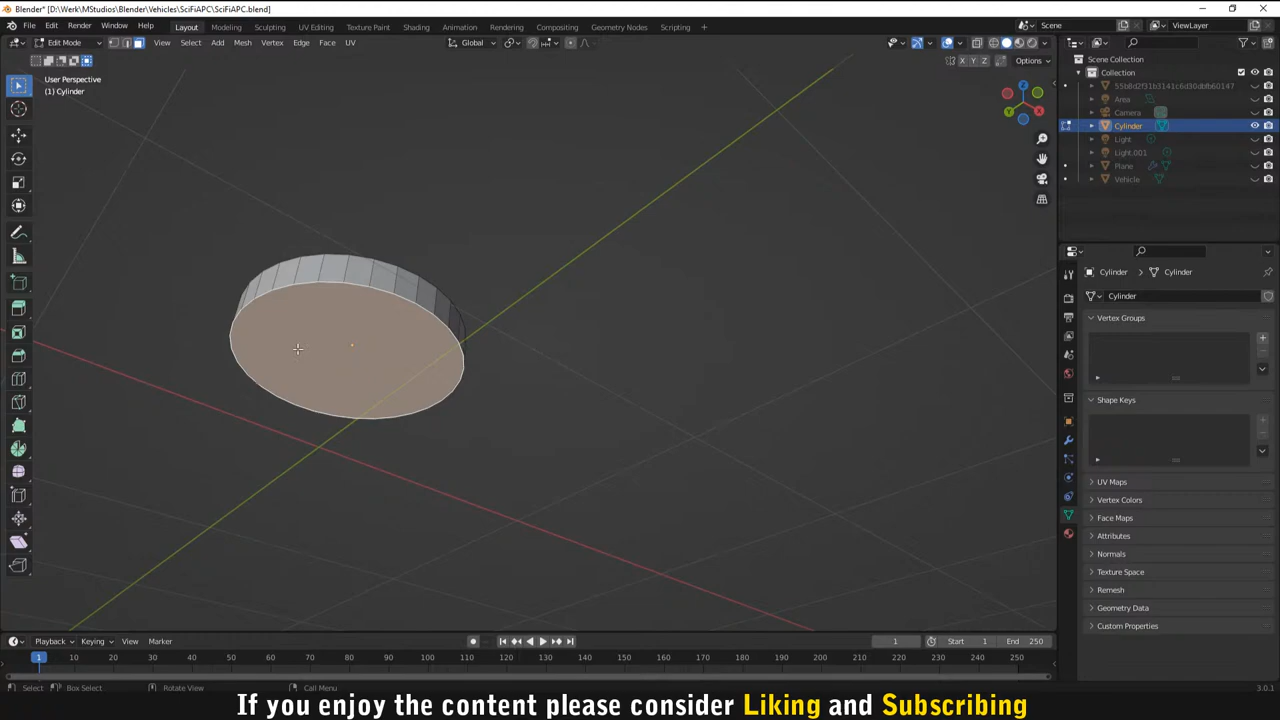 Blender* [D:\Werk\MStudios\Blender\Vehicles\SciFiAPC\SciFiAPC.blend]
File Edit Render Window Help Layout Modeling Sculpting UV Editing Texture Paint Shading Animation Rendering Compositing Geometry Nodes Scripting + Scene ViewLayer
Edit Mode View Select Add Mesh Vertex Edge Face UV Global
X Y Z Options
User Perspective
(1) Cylinder
Scene Collection
Collection
Area
Camera
Cylinder
Light
Light.001
Plane
Vehicle
Z
X
Y
Cylinder Cylinder
Cylinder
Vertex Groups
Shape Keys
UV Maps
Vertex Colors
Face Maps
Attributes
Normals
Texture Space
Remesh
Geometry Data
Custom Properties
Playback Keying View Marker 1 Start 1 End 250
1 10 20 30 40 50 60 70 80 90 100 110 120 130 140 150 160 170 180 190 200 210 220 230 240 250
Select Box Select Rotate View Call Menu 3.0.1
If you enjoy the content please consider Liking and Subscribing